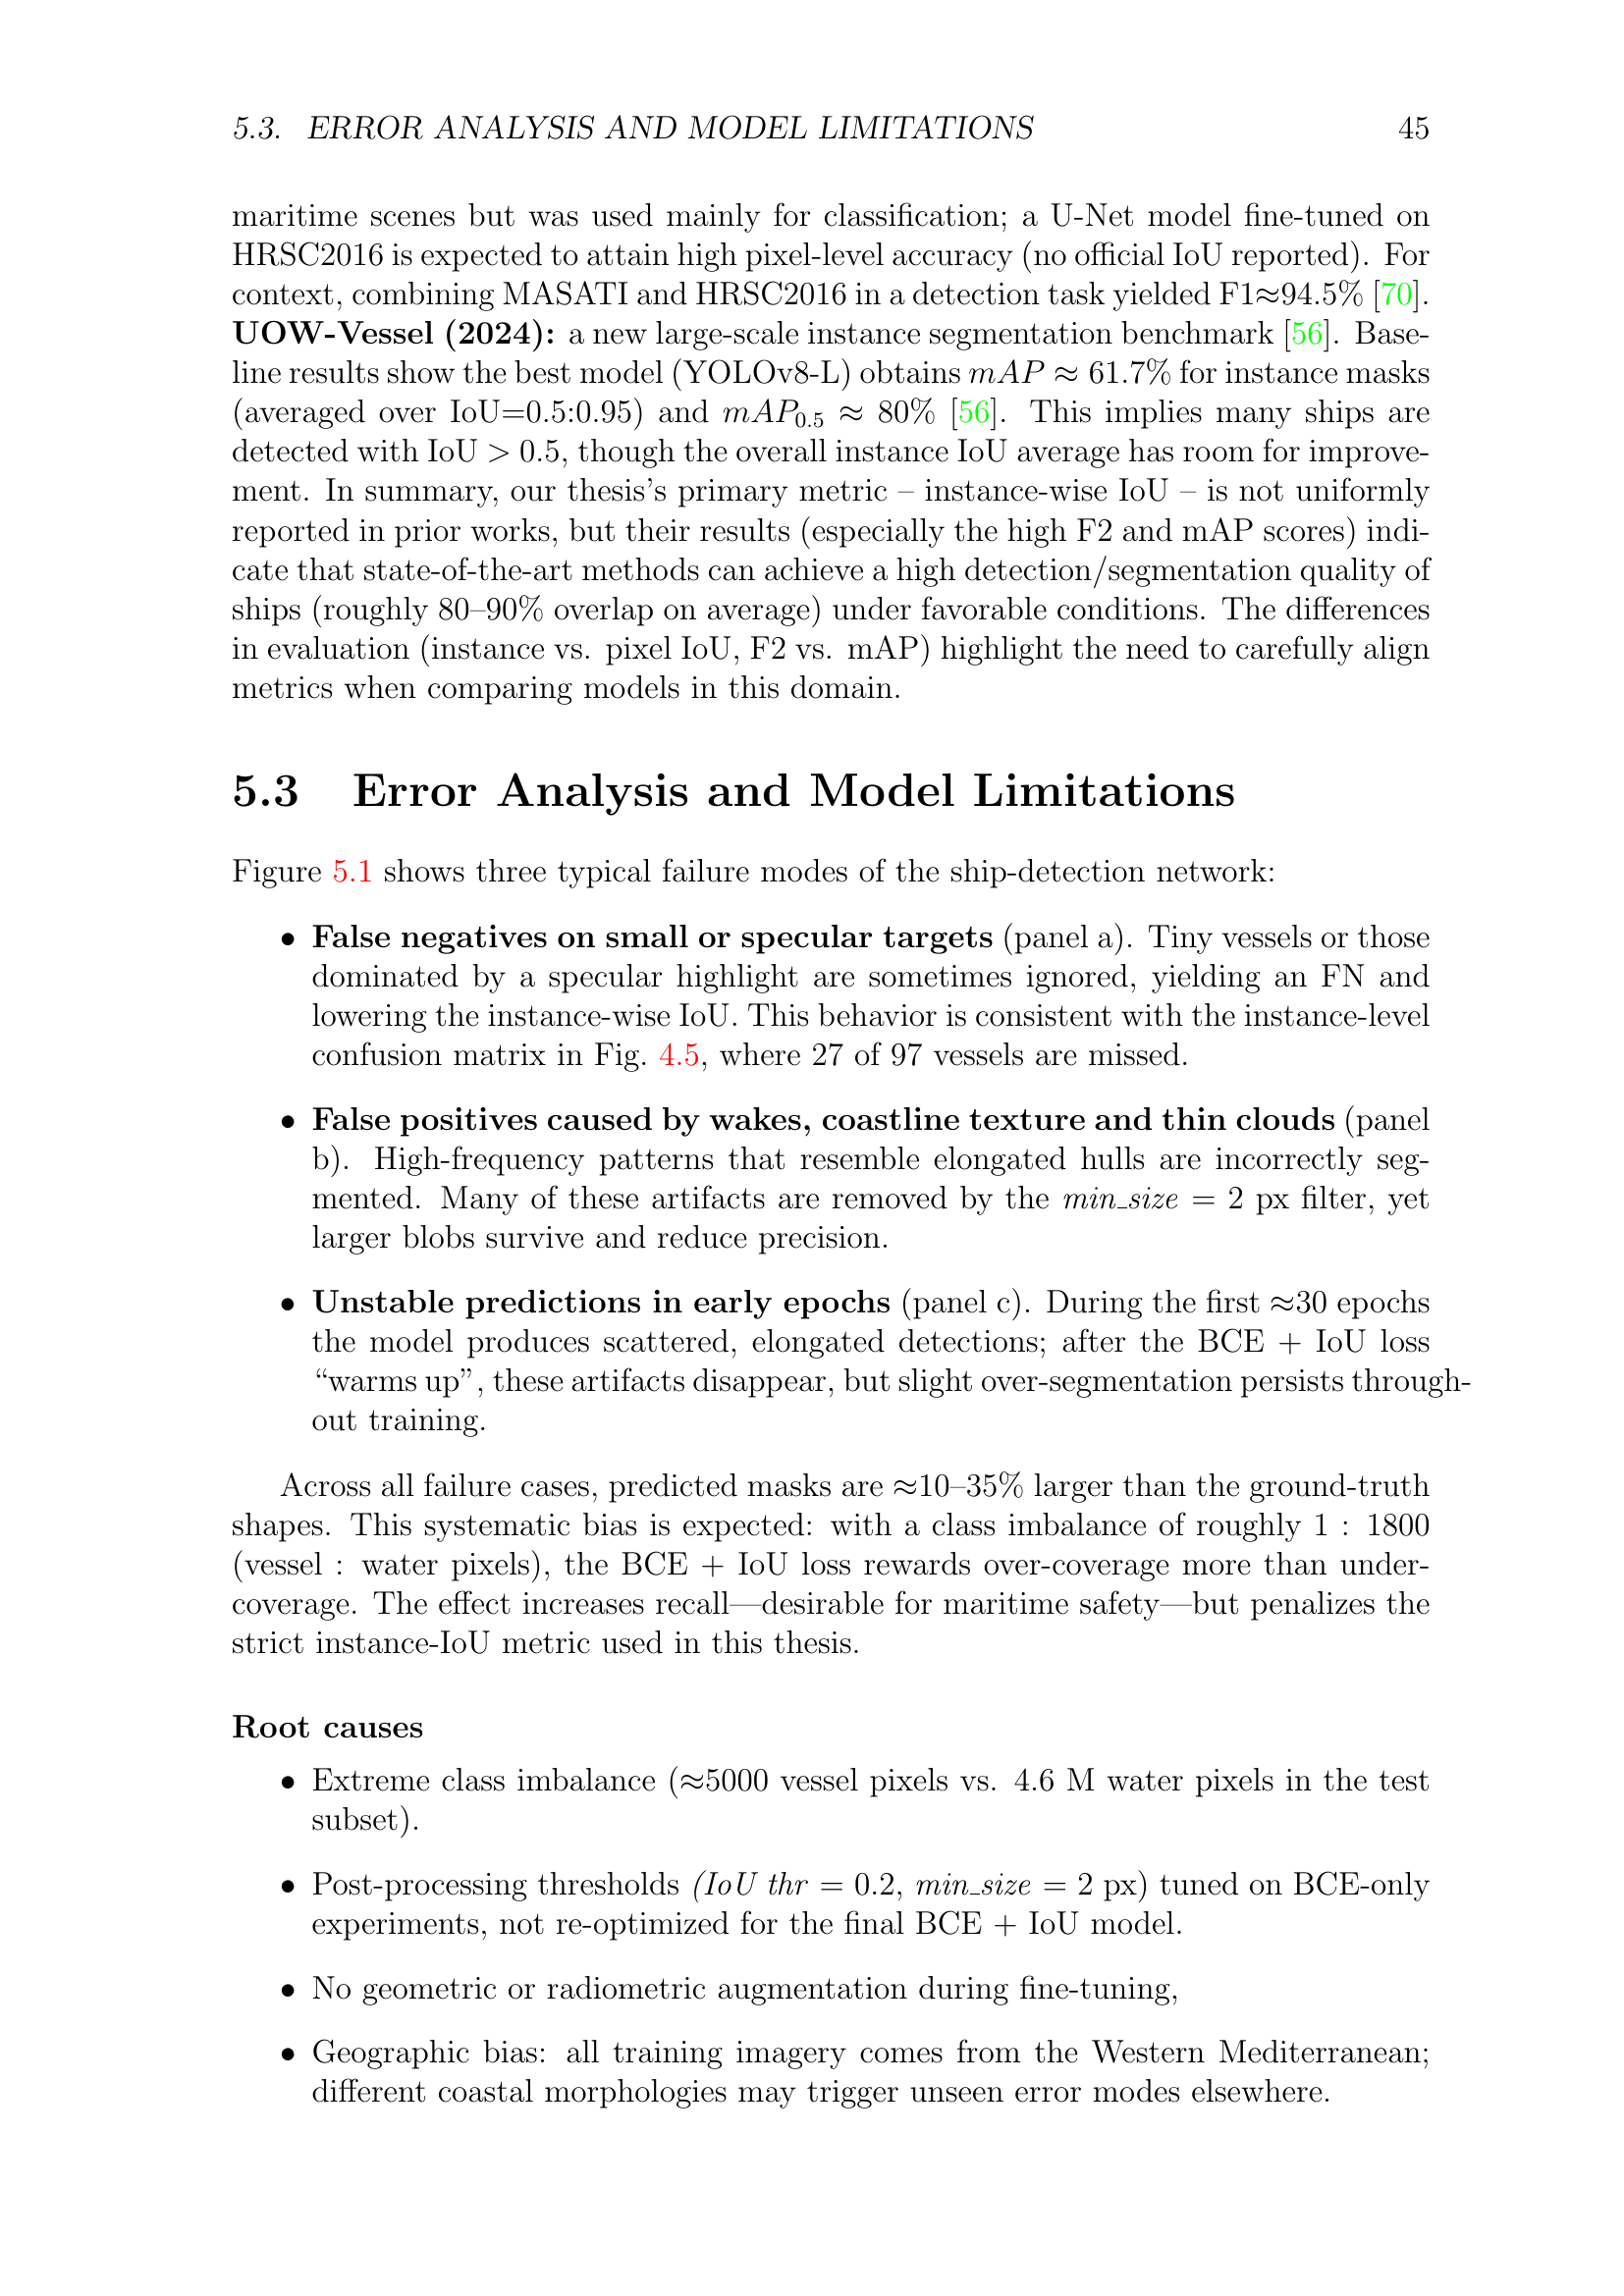 5.3. ERROR ANALYSIS AND MODEL LIMITATIONS 45
maritime scenes but was used mainly for classification; a U-Net model fine-tuned on
HRSC2016 is expected to attain high pixel-level accuracy (no official IoU reported). For
context, combining MASATI and HRSC2016 in a detection task yielded F1≈94.5% [70].
UOW-Vessel (2024): a new large-scale instance segmentation benchmark [56]. Base-
line results show the best model (YOLOv8-L) obtains mAP ≈ 61.7% for instance masks
(averaged over IoU=0.5:0.95) and mAP0.5 ≈ 80% [56]. This implies many ships are
detected with IoU > 0.5, though the overall instance IoU average has room for improve-
ment. In summary, our thesis’s primary metric – instance-wise IoU – is not uniformly
reported in prior works, but their results (especially the high F2 and mAP scores) indi-
cate that state-of-the-art methods can achieve a high detection/segmentation quality of
ships (roughly 80–90% overlap on average) under favorable conditions. The differences
in evaluation (instance vs. pixel IoU, F2 vs. mAP) highlight the need to carefully align
metrics when comparing models in this domain.
5.3 Error Analysis and Model Limitations
Figure 5.1 shows three typical failure modes of the ship-detection network:
• False negatives on small or specular targets (panel a). Tiny vessels or those
dominated by a specular highlight are sometimes ignored, yielding an FN and
lowering the instance-wise IoU. This behavior is consistent with the instance-level
confusion matrix in Fig. 4.5, where 27 of 97 vessels are missed.
• False positives caused by wakes, coastline texture and thin clouds (panel
b). High-frequency patterns that resemble elongated hulls are incorrectly seg-
mented. Many of these artifacts are removed by the min_size = 2 px filter, yet
larger blobs survive and reduce precision.
• Unstable predictions in early epochs (panel c). During the first ≈30 epochs
the model produces scattered, elongated detections; after the BCE + IoU loss
“warms up”, these artifacts disappear, but slight over-segmentation persists through-
out training.
Across all failure cases, predicted masks are ≈10–35% larger than the ground-truth
shapes. This systematic bias is expected: with a class imbalance of roughly 1 : 1800
(vessel : water pixels), the BCE + IoU loss rewards over-coverage more than under-
coverage. The effect increases recall—desirable for maritime safety—but penalizes the
strict instance-IoU metric used in this thesis.
Root causes
• Extreme class imbalance (≈5000 vessel pixels vs. 4.6 M water pixels in the test
subset).
• Post-processing thresholds (IoU thr = 0.2, min_size = 2 px) tuned on BCE-only
experiments, not re-optimized for the final BCE + IoU model.
• No geometric or radiometric augmentation during fine-tuning,
• Geographic bias: all training imagery comes from the Western Mediterranean;
different coastal morphologies may trigger unseen error modes elsewhere.